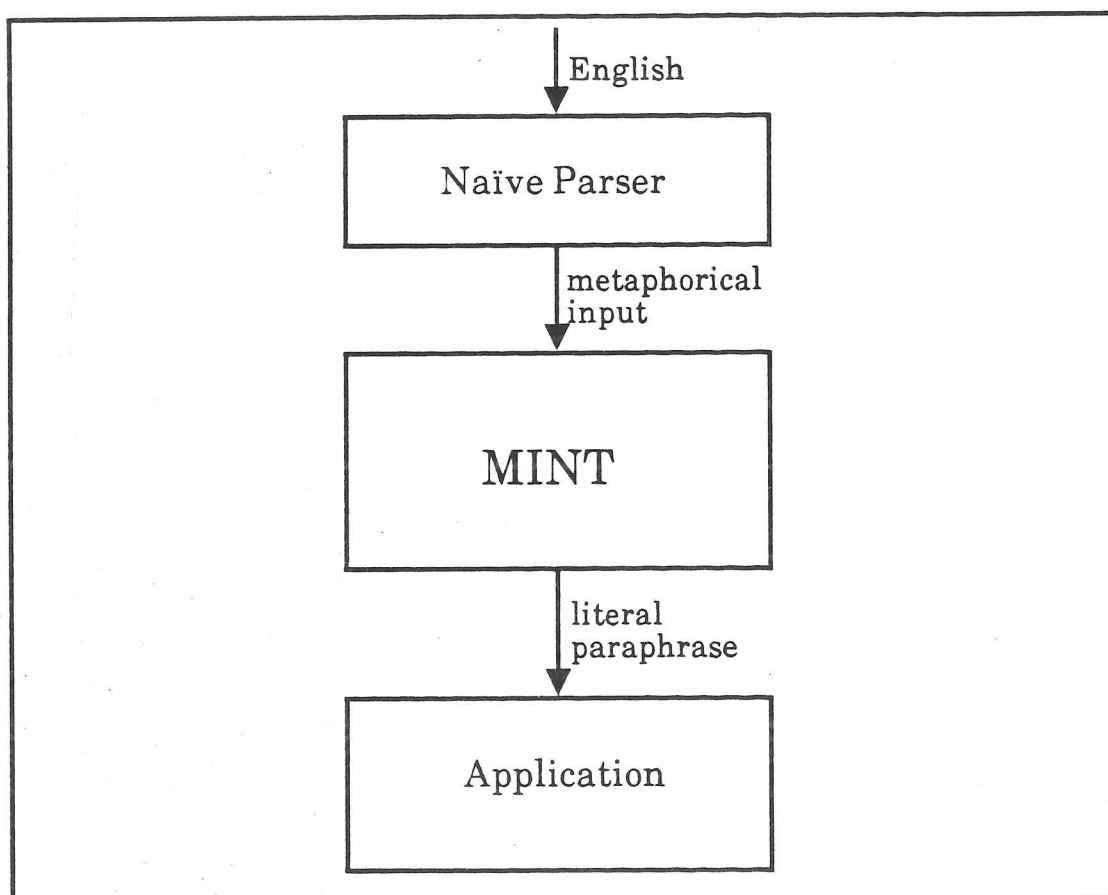 English
Naïve Parser
metaphorical
input
MINT
literal
paraphrase
Application